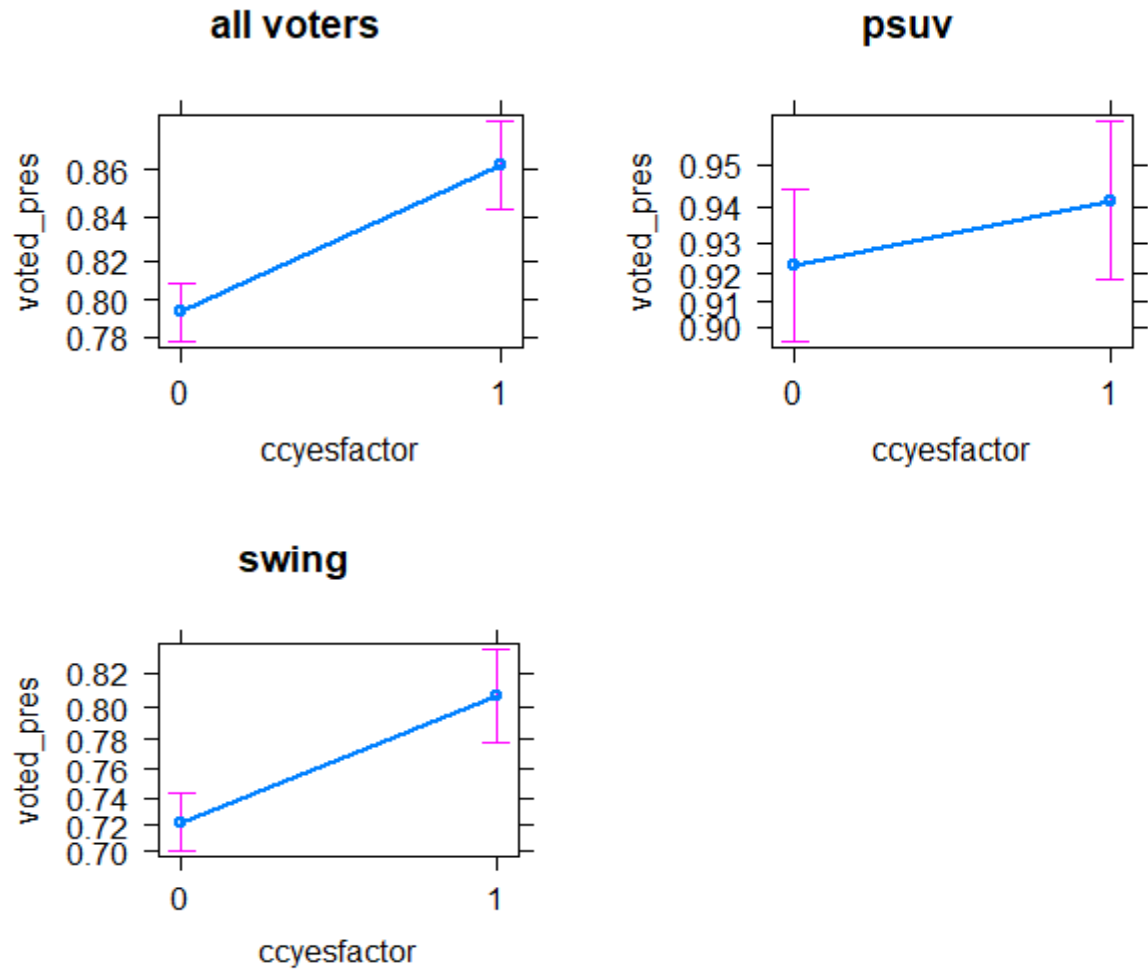 all voters
voted_pres
0.86
0.84
0.82
0.80
0.78
0 1
ccyesfactor
psuv
voted_pres
0.95
0.94
0.93
0.92
0.91
0.90
0 1
ccyesfactor
swing
voted_pres
0.82
0.80
0.78
0.76
0.74
0.72
0.70
0 1
ccyesfactor